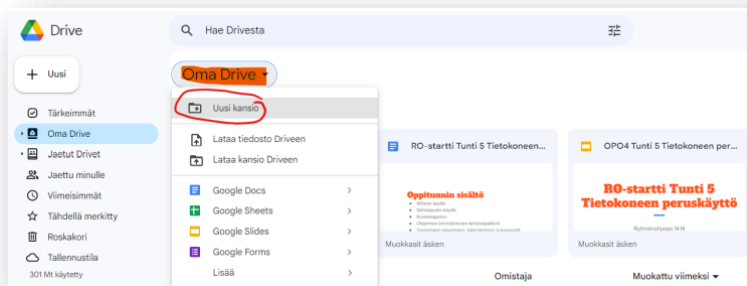 Drive
Hae Drivesta
Uusi
Oma Drive
Uusi kansio
Lataa tiedosto Driveen
Lataa kansio Driveen
Google Docs
Google Sheets
Google Slides
Google Forms
Lisää
Tärkeimmät
Oma Drive
Jaetut Drivet
Jaettu minulle
Viimeisimmät
Tähdellä merkitty
Roskakori
Tallennustila
301 Mt käytetty
RO-startti Tunti 5 Tietokoneen...
Oppitunnin sisältö
Muokkasit äsken
OPO4 Tunti 5 Tietokoneen per...
RO-startti Tunti 5
Tietokoneen peruskäyttö
Ryhmänohjaaja: N N
Muokkasit äsken
Omistaja
Muokattu viimeksi